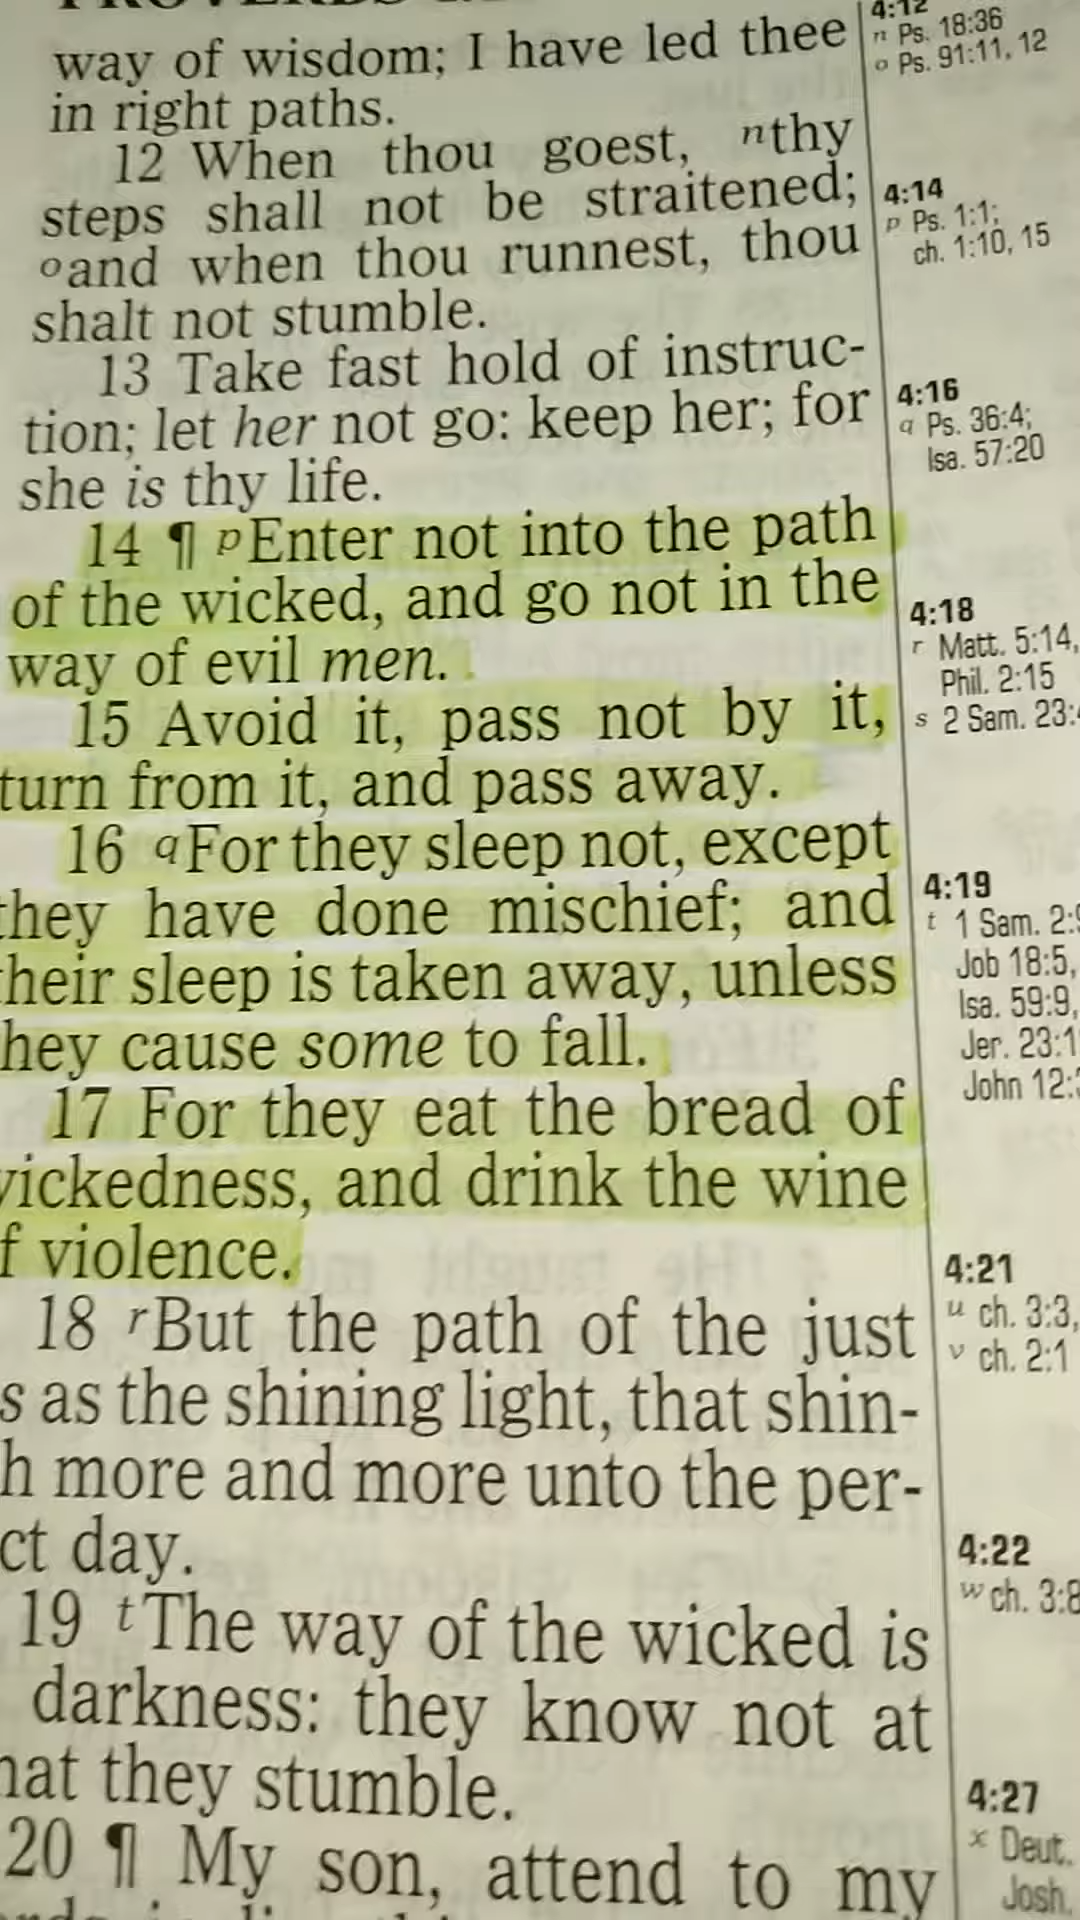 way of wisdom; I have led thee
in right paths.
12 When thou goest, nthy
steps shall not be straitened;
oand when thou runnest, thou
shalt not stumble.
13 Take fast hold of instruc-
tion; let her not go: keep her; for
she is thy life.
14 ¶ pEnter not into the path
of the wicked, and go not in the
way of evil men.
15 Avoid it, pass not by it,
turn from it, and pass away.
16 qFor they sleep not, except
they have done mischief; and
heir sleep is taken away, unless
hey cause some to fall.
17 For they eat the bread of
wickedness, and drink the wine
f violence.
18 rBut the path of the just
s as the shining light, that shin-
h more and more unto the per-
ct day.
19 tThe way of the wicked is
darkness: they know not at
hat they stumble.
20 ¶ My son, attend to my
4:12
n Ps. 18:36
o Ps. 91:11, 12
4:14
p Ps. 1:1;
ch. 1:10, 15
4:16
q Ps. 36:4;
Isa. 57:20
4:18
r Matt. 5:14,
Phil. 2:15
s 2 Sam. 23:
4:19
t 1 Sam. 2:
Job 18:5,
Isa. 59:9,
Jer. 23:1
John 12:
4:21
u ch. 3:3,
v ch. 2:1
4:22
w ch. 3:8
4:27
x Deut.
Josh.